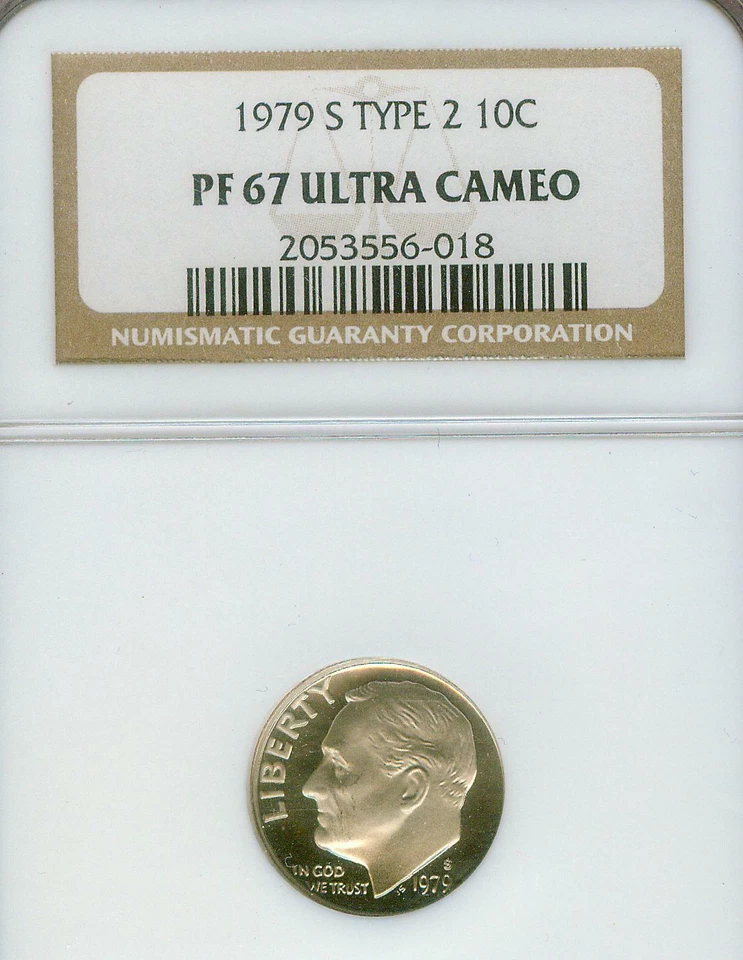 1979 S TYPE 2 10C
PF 67 ULTRA CAMEO
2053556-018
NUMISMATIC GUARANTY CORPORATION
LIBERTY
IN GOD
WE TRUST
JS 1979
S